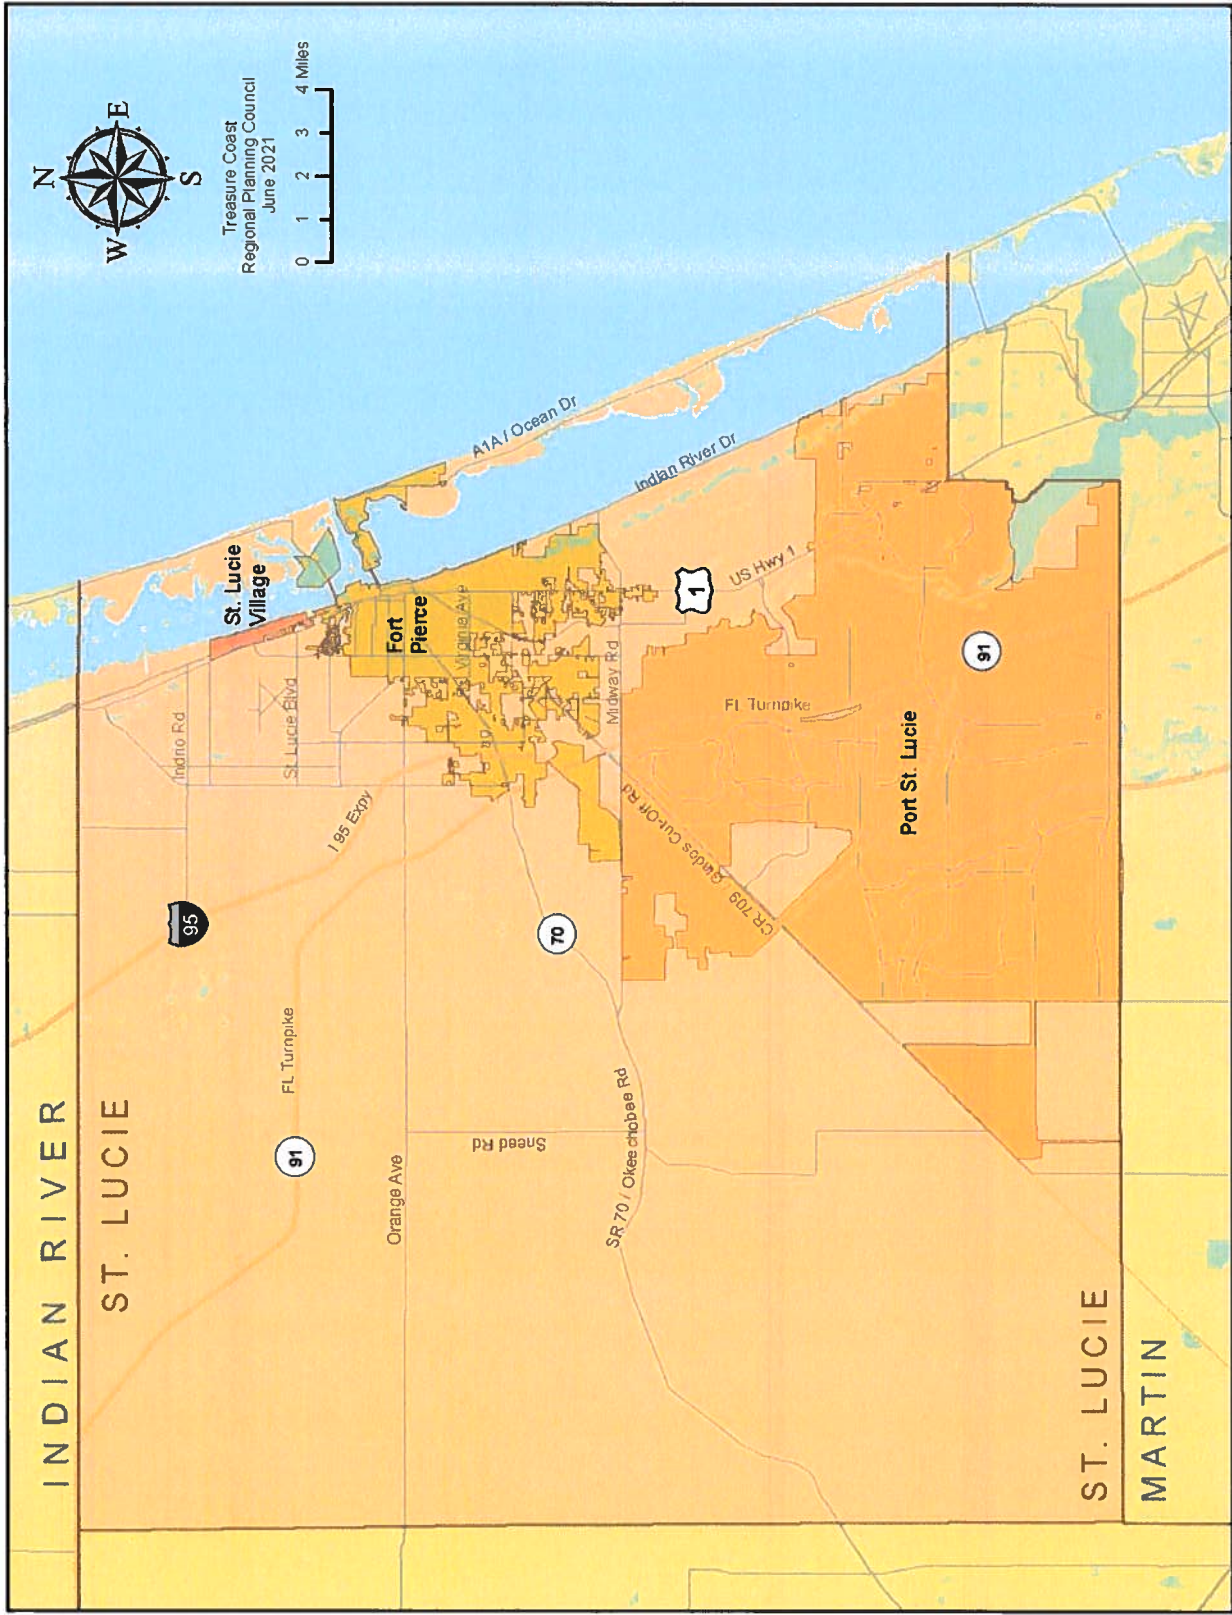 INDIAN RIVER
ST. LUCIE
N
W
E
S
Treasure Coast
Regional Planning Council
June 2021
0 1 2 3 4 Miles
Indrio Rd
95
St. Lucie
Village
St Lucie Blvd
FL Turnpike
91
I 95 Expy
Orange Ave
Fort
Pierce
Virginia Ave
A1A / Ocean Dr
Snead Rd
70
SR 70 / Okeechobee Rd
Midway Rd
Indian River Dr
1
US Hwy 1
CR 709 / Glades Cut-Off Rd
FL Turnpike
Port St. Lucie
91
ST. LUCIE
MARTIN